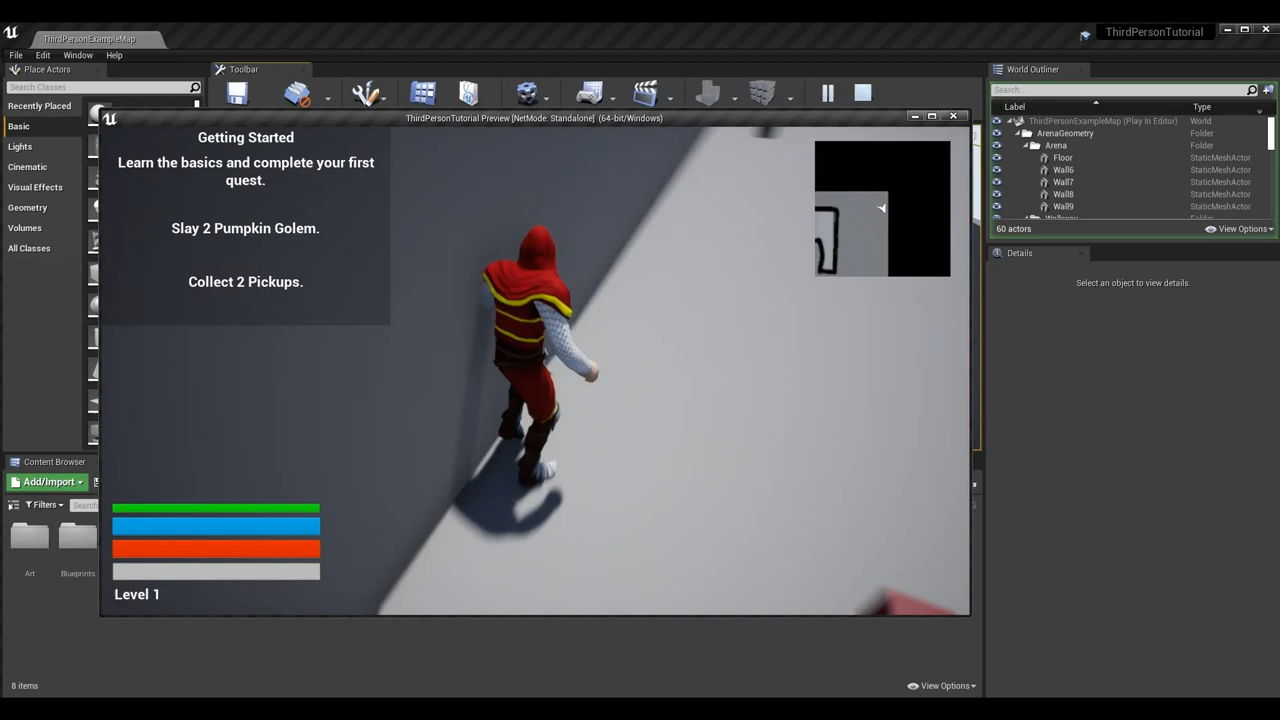 ThirdPersonExampleMap
ThirdPersonTutorial
File Edit Window Help
Place Actors
Toolbar
World Outliner
Search Classes
Search...
Recently Placed
Label Type
Basic
ThirdPersonTutorial Preview [NetMode: Standalone] (64-bit/Windows)
ThirdPersonExampleMap (Play In Editor) World
ArenaGeometry Folder
Arena Folder
Floor StaticMeshActor
Wall6 StaticMeshActor
Wall7 StaticMeshActor
Wall8 StaticMeshActor
Wall9 StaticMeshActor
60 actors
View Options
Lights
Cinematic
Visual Effects
Geometry
Volumes
All Classes
Getting Started
Learn the basics and complete your first
quest.
Slay 2 Pumpkin Golem.
Collect 2 Pickups.
Details
Select an object to view details.
Content Browser
Add/Import
Filters
Search
Art
Blueprints
Level 1
8 items
View Options